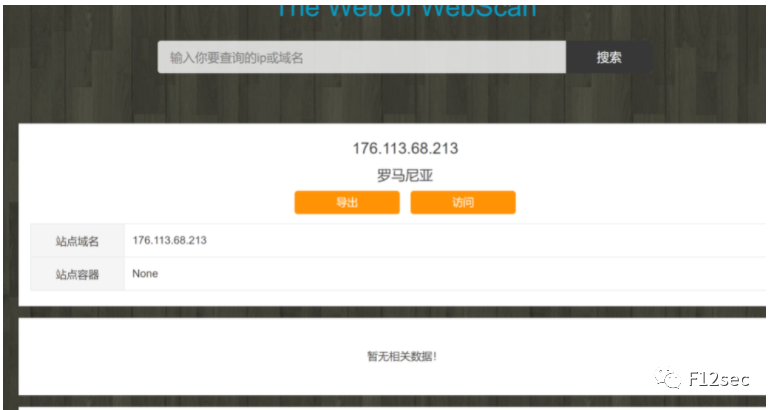 The Web of WebScan
输入你要查询的ip或域名
搜索
176.113.68.213
罗马尼亚
导出 访问
站点域名 176.113.68.213
站点容器 None
暂无相关数据!
F12sec